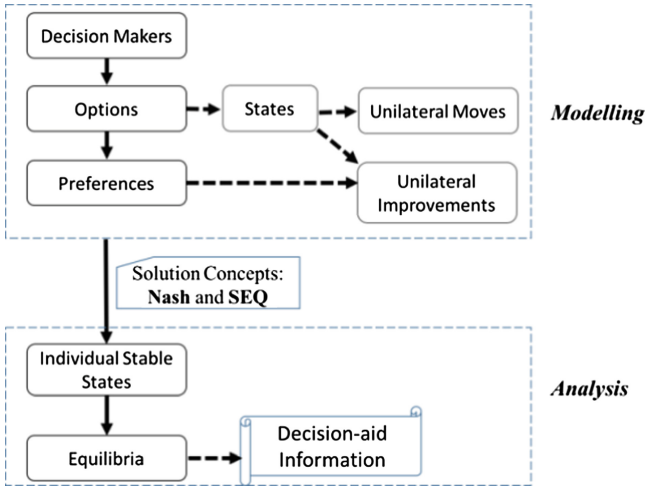 Decision Makers
Options
States
Unilateral Moves
Modelling
Preferences
Unilateral
Improvements
Solution Concepts:
Nash and SEQ
Individual Stable
States
Analysis
Equilibria
Decision-aid
Information